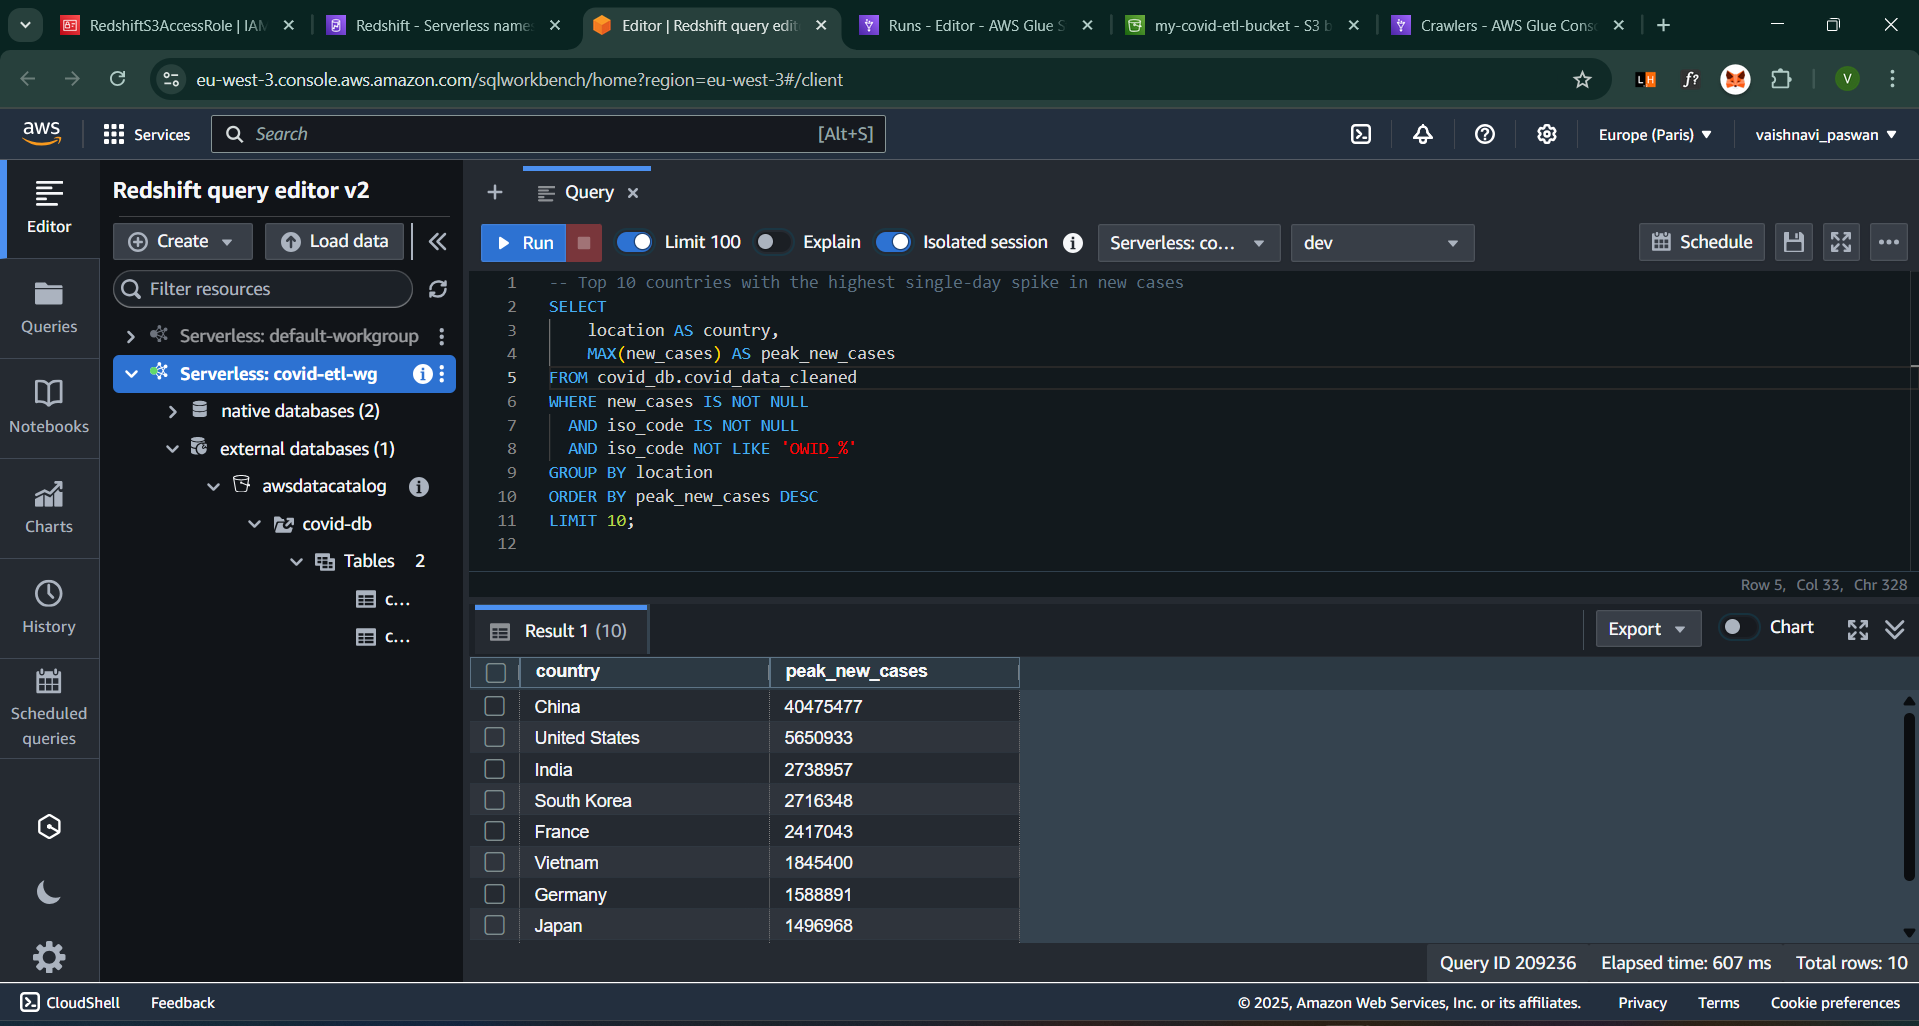 RedshiftS3AccessRole | IAM
Redshift - Serverless name
Editor | Redshift query edit
Runs - Editor - AWS Glue S
my-covid-etl-bucket - S3 b
Crawlers - AWS Glue Cons
eu-west-3.console.aws.amazon.com/sqlworkbench/home?region=eu-west-3#/client
LH
f?
V
aws
Services
Search
[Alt+S]
Europe (Paris)
vaishnavi_paswan
Editor
Queries
Notebooks
Charts
History
Scheduled
queries
Redshift query editor v2
Create
Load data
Filter resources
Serverless: default-workgroup
Serverless: covid-etl-wg
native databases (2)
external databases (1)
awsdatacatalog
covid-db
Tables 2
c...
c...
Query
Run
Limit 100
Explain
Isolated session
Serverless: co...
dev
Schedule
1 -- Top 10 countries with the highest single-day spike in new cases
2 SELECT
3 location AS country,
4 MAX(new_cases) AS peak_new_cases
5 FROM covid_db.covid_data_cleaned
6 WHERE new_cases IS NOT NULL
7 AND iso_code IS NOT NULL
8 AND iso_code NOT LIKE 'OWID_%'
9 GROUP BY location
10 ORDER BY peak_new_cases DESC
11 LIMIT 10;
12
Row 5, Col 33, Chr 328
Result 1 (10)
Export
Chart
country peak_new_cases
China 40475477
United States 5650933
India 2738957
South Korea 2716348
France 2417043
Vietnam 1845400
Germany 1588891
Japan 1496968
Query ID 209236 Elapsed time: 607 ms Total rows: 10
CloudShell Feedback
© 2025, Amazon Web Services, Inc. or its affiliates. Privacy Terms Cookie preferences